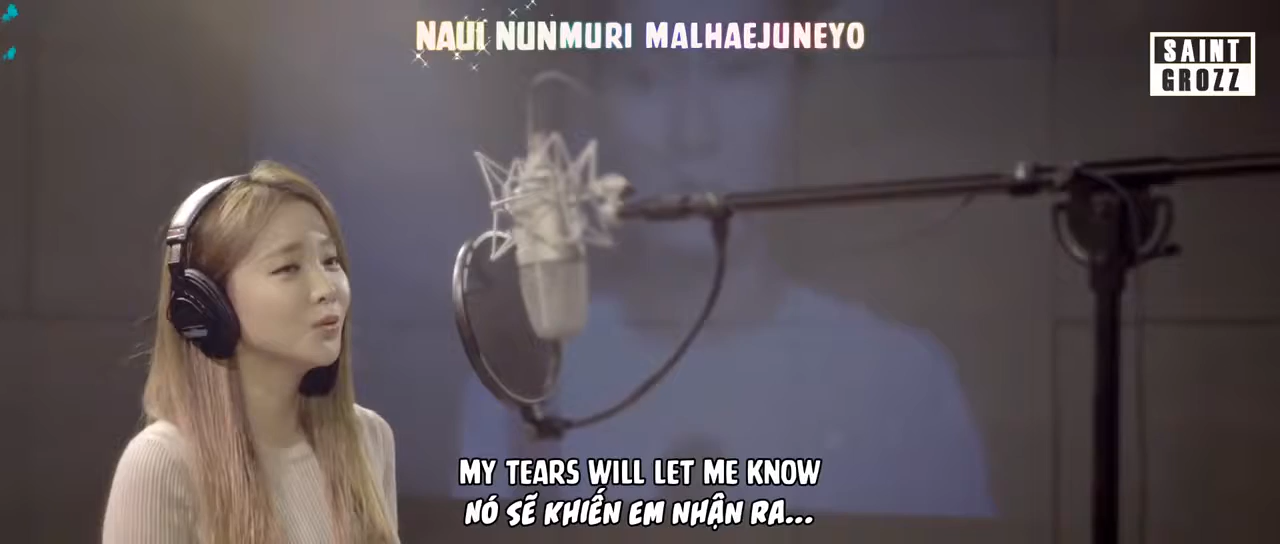 NAUI NUNMURI MALHAEJUNEYO
SAINT
GROZZ
MY TEARS WILL LET ME KNOW
NÓ SẼ KHIẾN EM NHẬN RA...